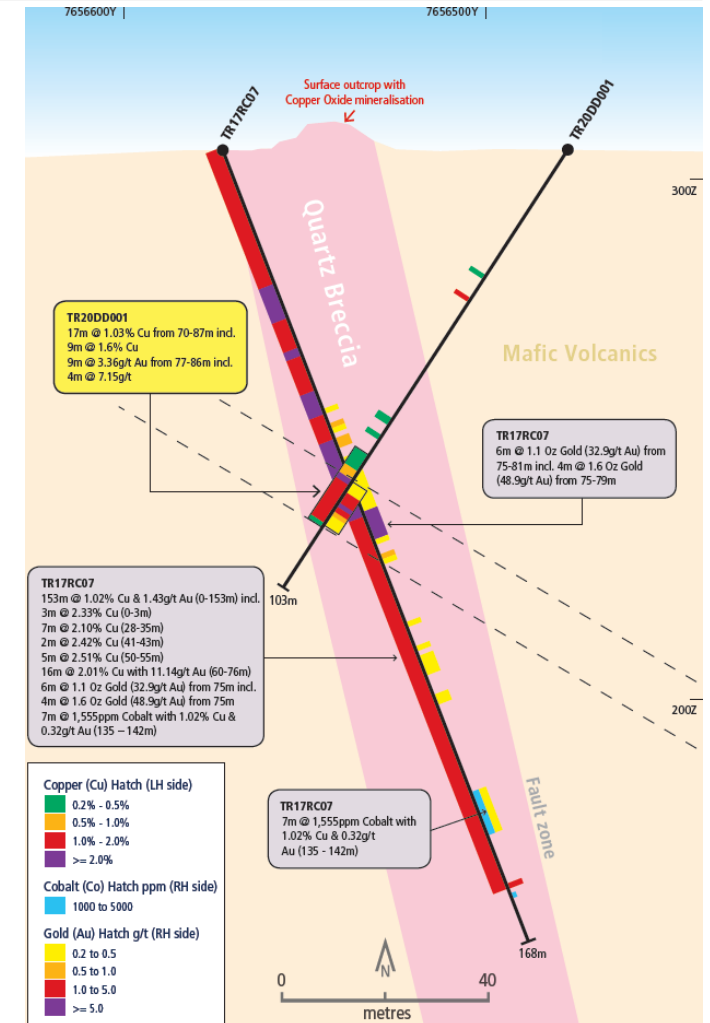 7656600Y
7656500Y
Surface outcrop with
Copper Oxide mineralisation
TR17RC07
TR20DD001
300Z
Quartz Breccia
Mafic Volcanics
TR20DD001
17m @ 1.03% Cu from 70-87m incl.
9m @ 1.6% Cu
9m @ 3.36g/t Au from 77-86m incl.
4m @ 7.15g/t
TR17RC07
6m @ 1.1 Oz Gold (32.9g/t Au) from
75-81m incl. 4m @ 1.6 Oz Gold
(48.9g/t Au) from 75-79m
TR17RC07
153m @ 1.02% Cu & 1.43g/t Au (0-153m) incl.
3m @ 2.33% Cu (0-3m)
7m @ 2.10% Cu (28-35m)
2m @ 2.42% Cu (41-43m)
5m @ 2.51% Cu (50-55m)
16m @ 2.01% Cu with 11.14g/t Au (60-76m)
6m @ 1.1 Oz Gold (32.9g/t Au) from 75m incl.
4m @ 1.6 Oz Gold (48.9g/t Au) from 75m
7m @ 1,555ppm Cobalt with 1.02% Cu &
0.32g/t Au (135 – 142m)
103m
200Z
TR17RC07
7m @ 1,555ppm Cobalt with
1.02% Cu & 0.32g/t
Au (135 - 142m)
Fault zone
168m
Copper (Cu) Hatch (LH side)
0.2% - 0.5%
0.5% - 1.0%
1.0% - 2.0%
>= 2.0%
Cobalt (Co) Hatch ppm (RH side)
1000 to 5000
Gold (Au) Hatch g/t (RH side)
0.2 to 0.5
0.5 to 1.0
1.0 to 5.0
>= 5.0
N
0
40
metres